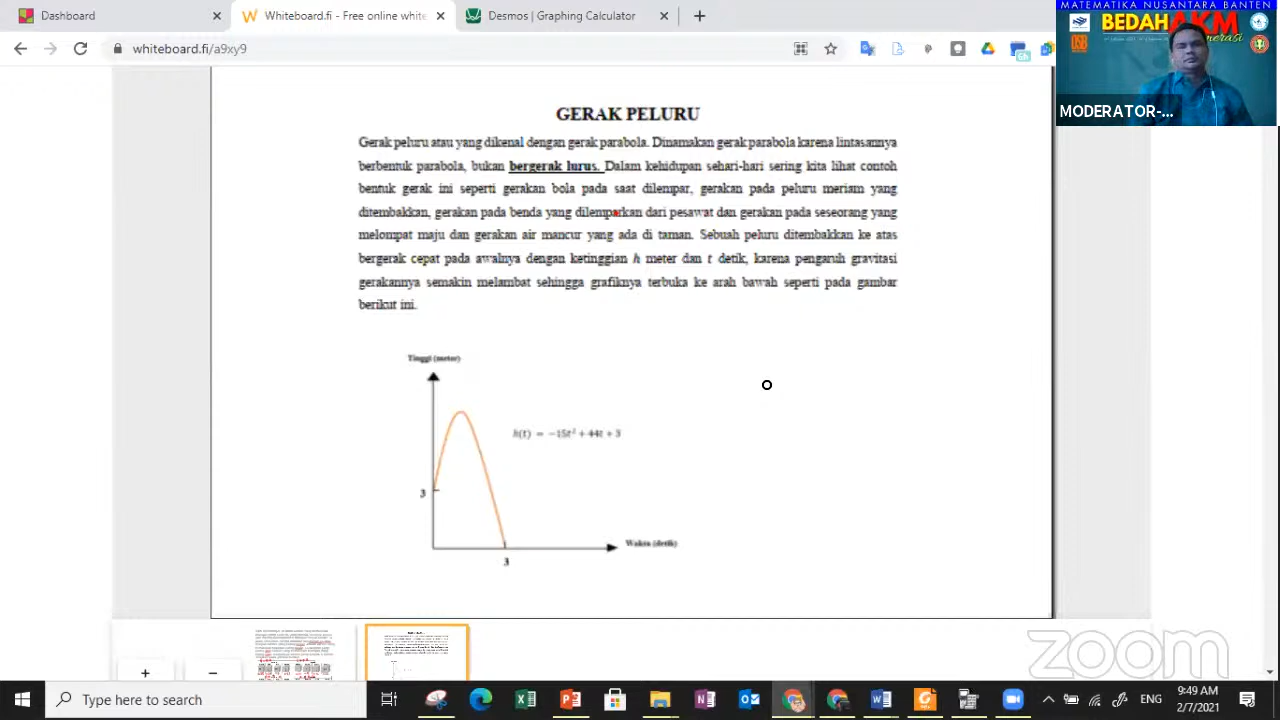 Dashboard
Whiteboard.fi - Free online white
Desmos | Graphing Calculator
whiteboard.fi/a9xy9
MATEMATIKA NUSANTARA BANTEN
BEDAH AKM
MODERATOR-...
GERAK PELURU
Gerak peluru atau yang dikenal dengan gerak parabola. Dinamakan gerak parabola karena lintasannya
berbentuk parabola, bukan bergerak lurus. Dalam kehidupan sehari-hari sering kita lihat contoh
bentuk gerak ini seperti gerakan bola pada saat dilempar, gerakan pada peluru meriam yang
ditembakkan, gerakan pada benda yang dilemparkan dari pesawat dan gerakan pada seseorang yang
melompat maju dan gerakan air mancur yang ada di taman. Sebuah peluru ditembakkan ke atas
bergerak cepat pada awalnya dengan ketinggian h meter dan t detik, karena pengaruh gravitasi
gerakannya semakin melambat sehingga grafiknya terbuka ke arah bawah seperti pada gambar
berikut ini.
Tinggi (meter)
h(t) = −15t² + 44t + 3
3
Waktu (detik)
3
zoom
Type here to search
ENG
9:49 AM
2/7/2021